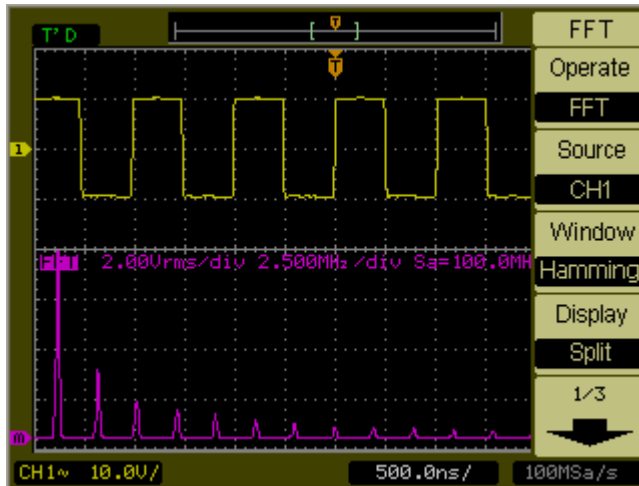 T'D
T
FFT
T
Operate
FFT
1
Source
CH1
Window
FFT 2.00Vrms/div 2.500MHz/div Sa=100.0MH
Hamming
Display
Split
1/3
M
CH1~ 10.0V/ 500.0ns/ 100MSa/s